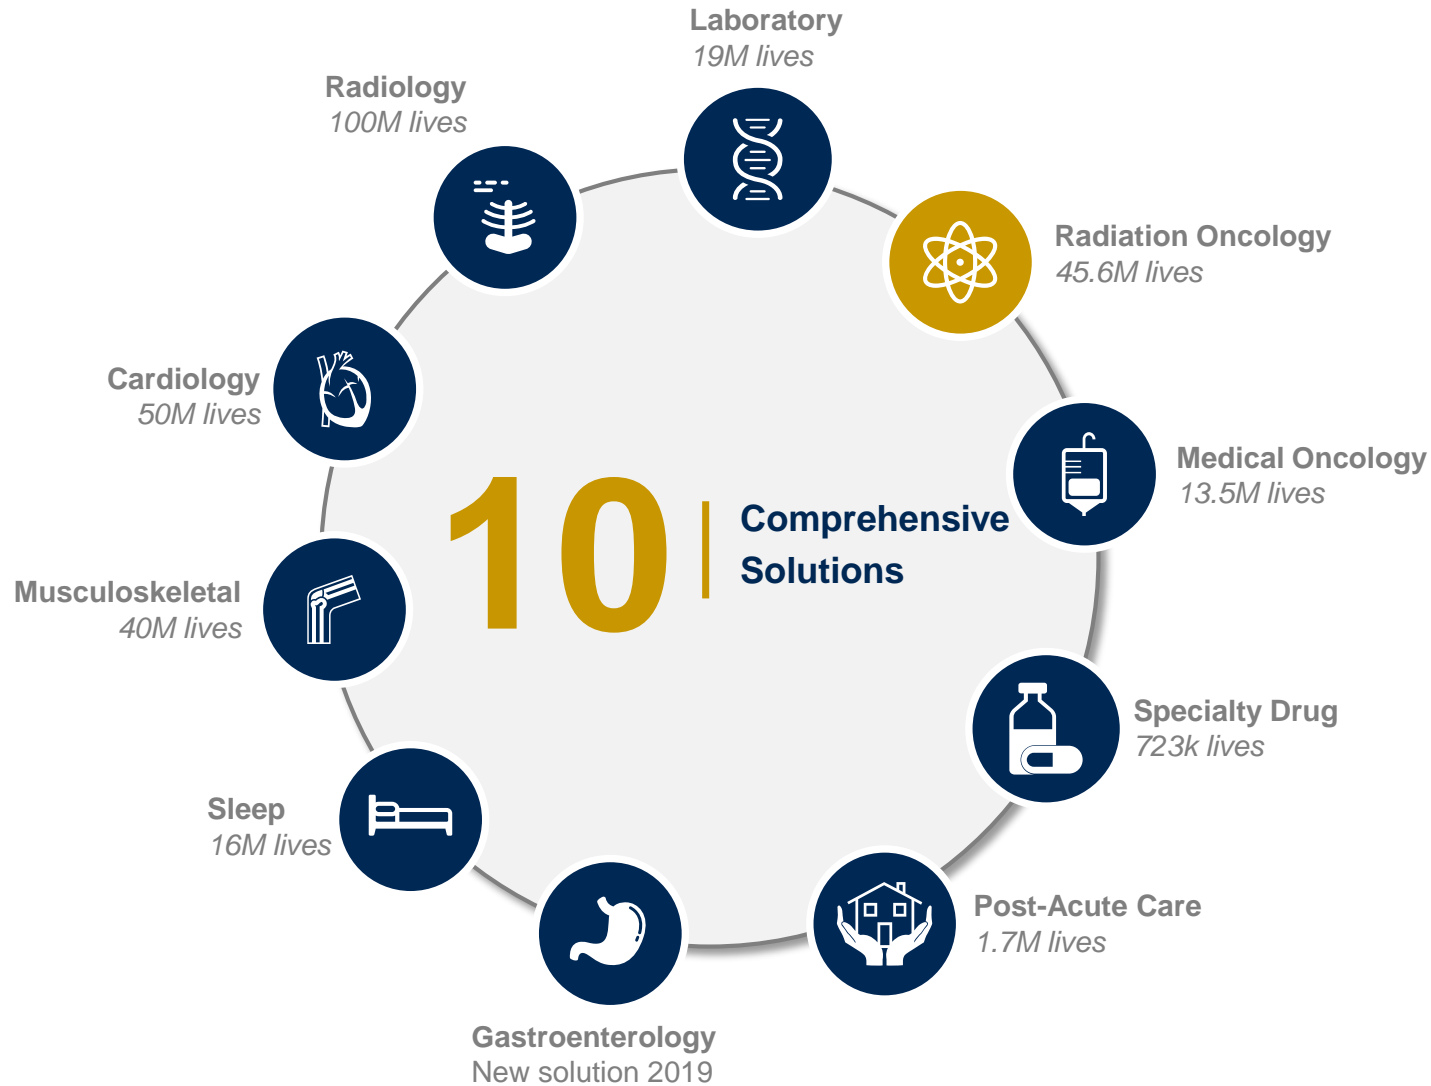 Laboratory
19M lives
Radiology
100M lives
Radiation Oncology
45.6M lives
Cardiology
50M lives
Medical Oncology
13.5M lives
10
Comprehensive
Solutions
Musculoskeletal
40M lives
Specialty Drug
723k lives
Sleep
16M lives
Post-Acute Care
1.7M lives
Gastroenterology
New solution 2019